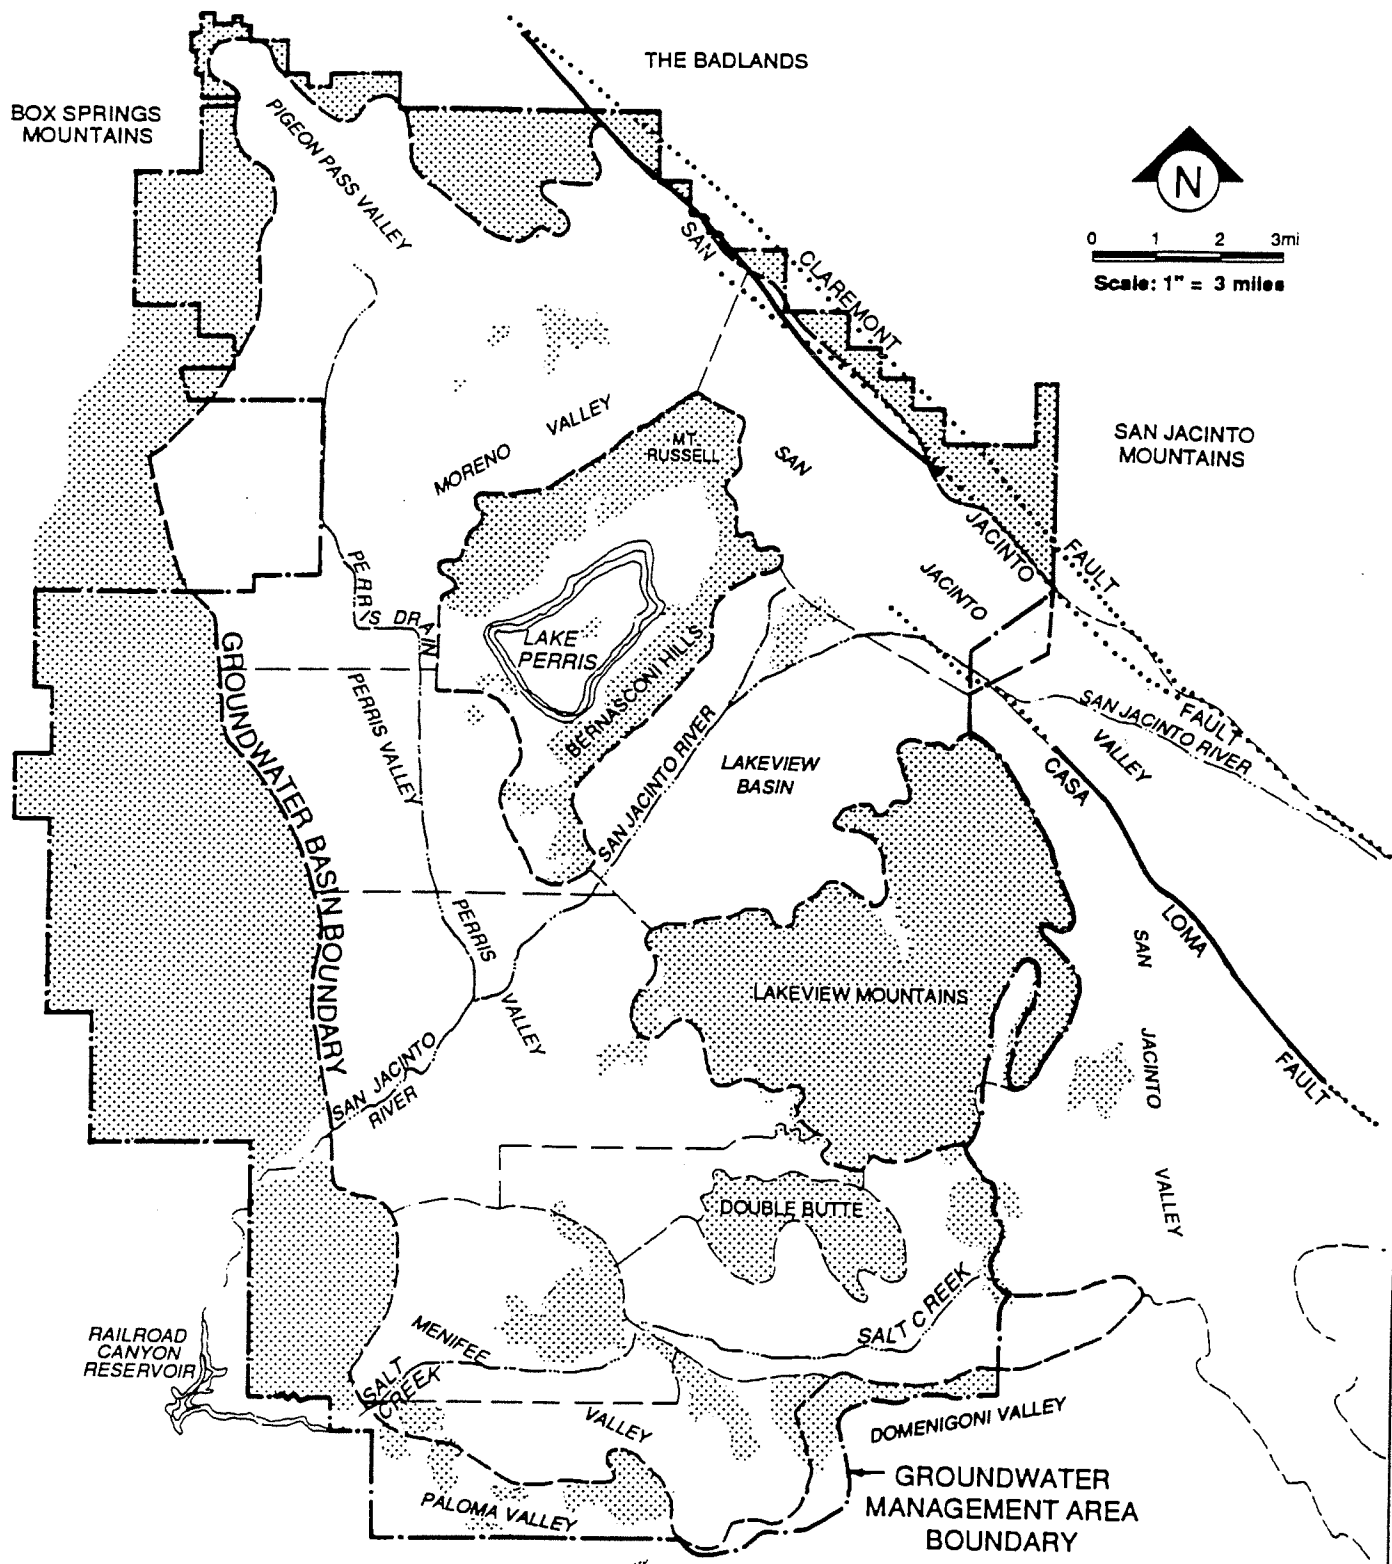 THE BADLANDS
BOX SPRINGS
MOUNTAINS
PIGEON PASS VALLEY
N
0 1 2 3mi
Scale: 1" = 3 miles
SAN
CLAREMONT
MORENO VALLEY
MT.
RUSSELL
SAN
SAN JACINTO
MOUNTAINS
JACINTO
FAULT
JACINTO
PERRIS DRAIN
LAKE
PERRIS
BERNASCONI HILLS
GROUNDWATER BASIN BOUNDARY
PERRIS VALLEY
SAN JACINTO RIVER
LAKEVIEW
BASIN
SAN JACINTO RIVER
FAULT
VALLEY
CASA
LOMA
FAULT
PERRIS
VALLEY
SAN
JACINTO
VALLEY
LAKEVIEW MOUNTAINS
SAN JACINTO
RIVER
DOUBLE BUTTE
SALT CREEK
MENIFEE
VALLEY
RAILROAD
CANYON
RESERVOIR
SALT
CREEK
DOMENIGONI VALLEY
PALOMA VALLEY
GROUNDWATER
MANAGEMENT AREA
BOUNDARY